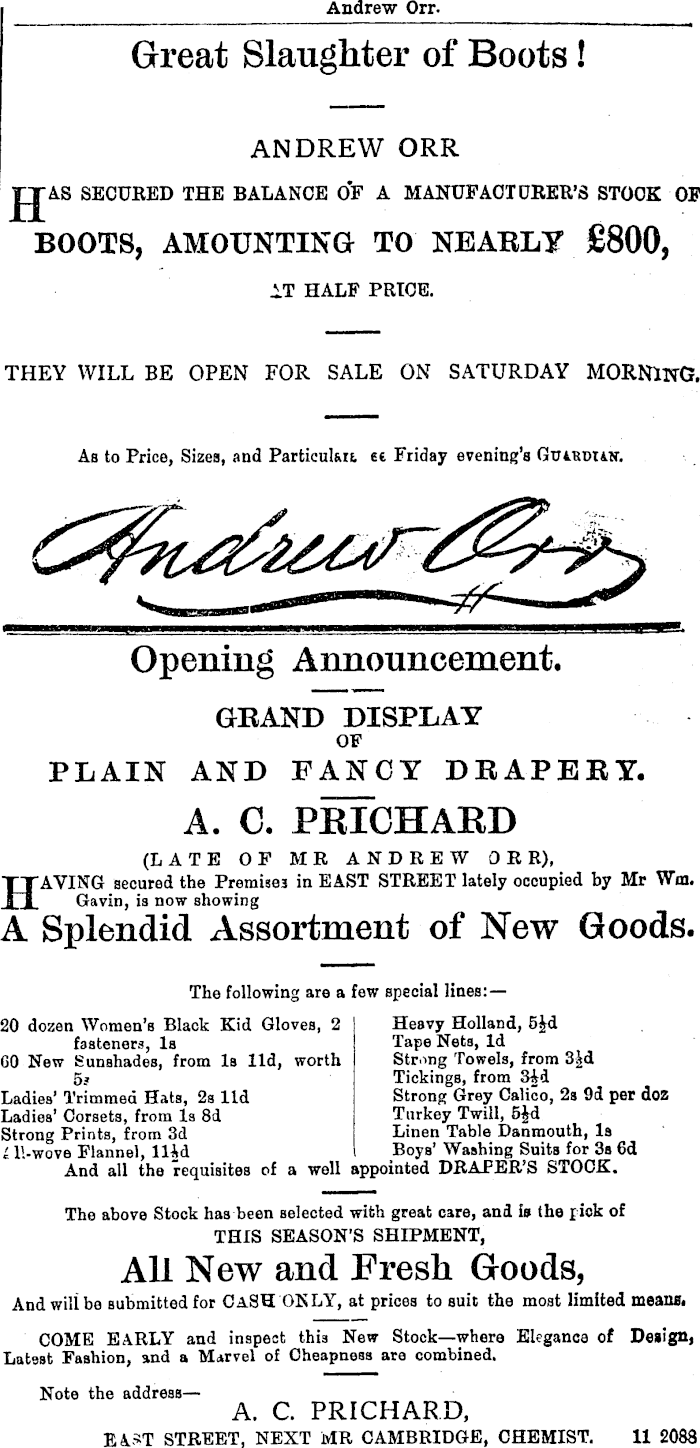 Andrew Orr.
Great Slaughter of Boots!
ANDREW ORR
HAS SECURED THE BALANCE OF A MANUFACTURER'S STOCK OF
BOOTS, AMOUNTING TO NEARLY £800,
AT HALF PRICE.
THEY WILL BE OPEN FOR SALE ON SATURDAY MORNING.
As to Price, Sizes, and Particulars Friday evening's GUARDIAN.
Andrew Orr
Opening Announcement.
GRAND DISPLAY
OF
PLAIN AND FANCY DRAPERY.
A. C. PRICHARD
(LATE OF MR ANDREW ORR),
HAVING secured the Premises in EAST STREET lately occupied by Mr Wm.
Gavin, is now showing
A Splendid Assortment of New Goods.
The following are a few special lines:—
20 dozen Women's Black Kid Gloves, 2
fasteners, 1s
60 New Sunshades, from 1s 11d, worth
5s
Ladies' Trimmed Hats, 2s 11d
Ladies' Corsets, from 1s 8d
Strong Prints, from 3d
All-wove Flannel, 11½d
Heavy Holland, 5½d
Tape Nets, 1d
Strong Towels, from 3½d
Tickings, from 3½d
Strong Grey Calico, 2s 9d per doz
Turkey Twill, 5½d
Linen Table Danmouth, 1s
Boys' Washing Suits for 3s 6d
And all the requisites of a well appointed DRAPER'S STOCK.
The above Stock has been selected with great care, and is the pick of
THIS SEASON'S SHIPMENT,
All New and Fresh Goods,
And will be submitted for CASH ONLY, at prices to suit the most limited means.
COME EARLY and inspect this New Stock—where Elegance of Design,
Latest Fashion, and a Marvel of Cheapness are combined.
Note the address—
A. C. PRICHARD,
EAST STREET, NEXT MR CAMBRIDGE, CHEMIST. 11 2088